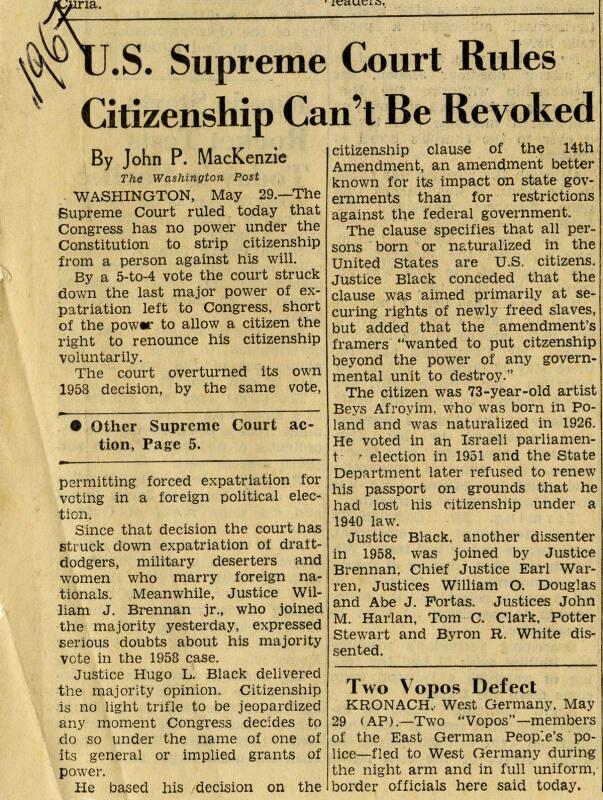 Curia.
leaders.
1967
U.S. Supreme Court Rules
Citizenship Can't Be Revoked
By John P. MacKenzie
The Washington Post
WASHINGTON, May 29.—The
Supreme Court ruled today that
Congress has no power under the
Constitution to strip citizenship
from a person against his will.
By a 5-to-4 vote the court struck
down the last major power of ex-
patriation left to Congress, short
of the power to allow a citizen the
right to renounce his citizenship
voluntarily.
The court overturned its own
1958 decision, by the same vote,
● Other Supreme Court ac-
tion, Page 5.
permitting forced expatriation for
voting in a foreign political elec-
tion.
Since that decision the court has
struck down expatriation of draft-
dodgers, military deserters and
women who marry foreign na-
tionals. Meanwhile, Justice Wil-
liam J. Brennan jr., who joined
the majority yesterday, expressed
serious doubts about his majority
vote in the 1958 case.
Justice Hugo L. Black delivered
the majority opinion. Citizenship
is no light trifle to be jeopardized
any moment Congress decides to
do so under the name of one of
its general or implied grants of
power.
He based his decision on the
citizenship clause of the 14th
Amendment, an amendment better
known for its impact on state gov-
ernments than for restrictions
against the federal government.
The clause specifies that all per-
sons born or naturalized in the
United States are U.S. citizens.
Justice Black conceded that the
clause was aimed primarily at se-
curing rights of newly freed slaves,
but added that the amendment's
framers "wanted to put citzenship
beyond the power of any govern-
mental unit to destroy."
The citizen was 73-year-old artist
Beys Afroyim, who was born in Po-
land and was naturalized in 1926.
He voted in an Israeli parliamen-
election in 1951 and the State
Department later refused to renew
his passport on grounds that he
had lost his citizenship under a
1940 law.
Justice Black, another dissenter
in 1958, was joined by Justice
Brennan, Chief Justice Earl War-
ren, Justices William O. Douglas
and Abe J. Fortas. Justices John
M. Harlan, Tom C. Clark, Potter
Stewart and Byron R. White dis-
sented.
Two Vopos Defect
KRONACH, West Germany, May
29 (AP).—Two "Vopos"—members
of the East German People's po-
lice—fled to West Germany during
the night arm and in full uniform,
border officials here said today.